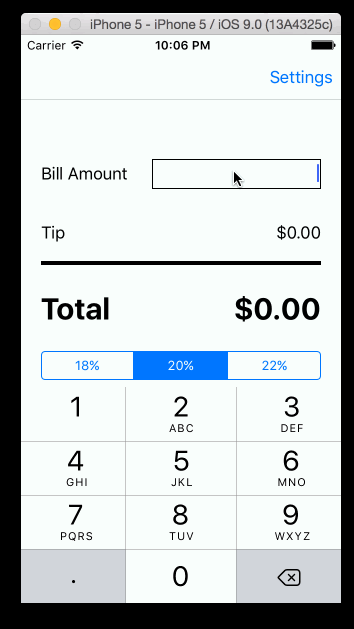 iPhone 5 - iPhone 5 / iOS 9.0 (13A4325c)
Carrier 10:06 PM
Settings
Bill Amount
Tip $0.00
Total $0.00
18% 20% 22%
1 2 3
ABC DEF
4 5 6
GHI JKL MNO
7 8 9
PQRS TUV WXYZ
. 0